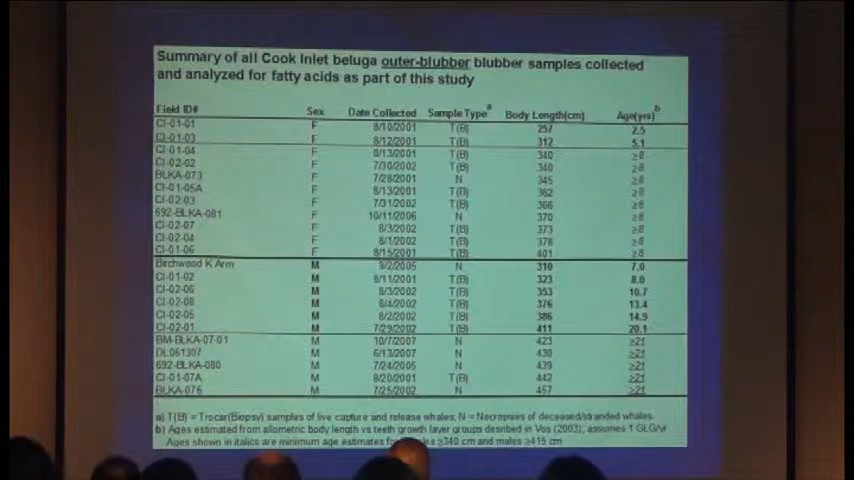 Summary of all Cook Inlet beluga outer-blubber blubber samples collected
and analyzed for fatty acids as part of this study
Field ID# Sex Date Collected Sample Type a Body Length(cm) Age(yrs) b
CI-01-01 F 8/10/2001 T(B) 257 2.5
CI-01-03 F 8/12/2001 T(B) 312 5.1
CI-01-04 F 8/13/2001 T(B) 340 ≥8
CI-02-02 F 7/30/2002 T(B) 340 ≥8
BLKA-073 F 7/28/2001 N 345 ≥8
CI-01-05A F 8/13/2001 T(B) 362 ≥8
CI-02-03 F 7/31/2002 T(B) 366 ≥8
692-BLKA-081 F 10/11/2006 N 370 ≥8
CI-02-07 F 8/3/2002 T(B) 373 ≥8
CI-02-04 F 8/1/2002 T(B) 378 ≥8
CI-01-06 F 8/15/2001 T(B) 401 ≥8
Birchwood K Arm M 9/2/2005 N 310 7.0
CI-01-02 M 8/11/2001 T(B) 323 8.0
CI-02-06 M 8/3/2002 T(B) 353 10.7
CI-02-08 M 8/4/2002 T(B) 376 13.4
CI-02-05 M 8/2/2002 T(B) 386 14.9
CI-02-01 M 7/29/2002 T(B) 411 20.1
BM-BLKA-07-01 M 10/7/2007 N 423 ≥21
DL061307 M 6/13/2007 N 430 ≥21
692-BLKA-080 M 7/24/2006 N 439 ≥21
CI-01-07A M 8/20/2001 T(B) 442 ≥21
BLKA-076 M 7/25/2002 N 457 ≥21
a) T(B) = Trocar(Biopsy) samples of live capture and release whales; N = Necropsies of deceased/stranded whales.
b) Ages estimated from allometric body length vs teeth growth layer groups desribed in Vos (2003); assumes 1 GLG/yr
Ages shown in italics are minimum age estimates ≥340 cm and males ≥415 cm